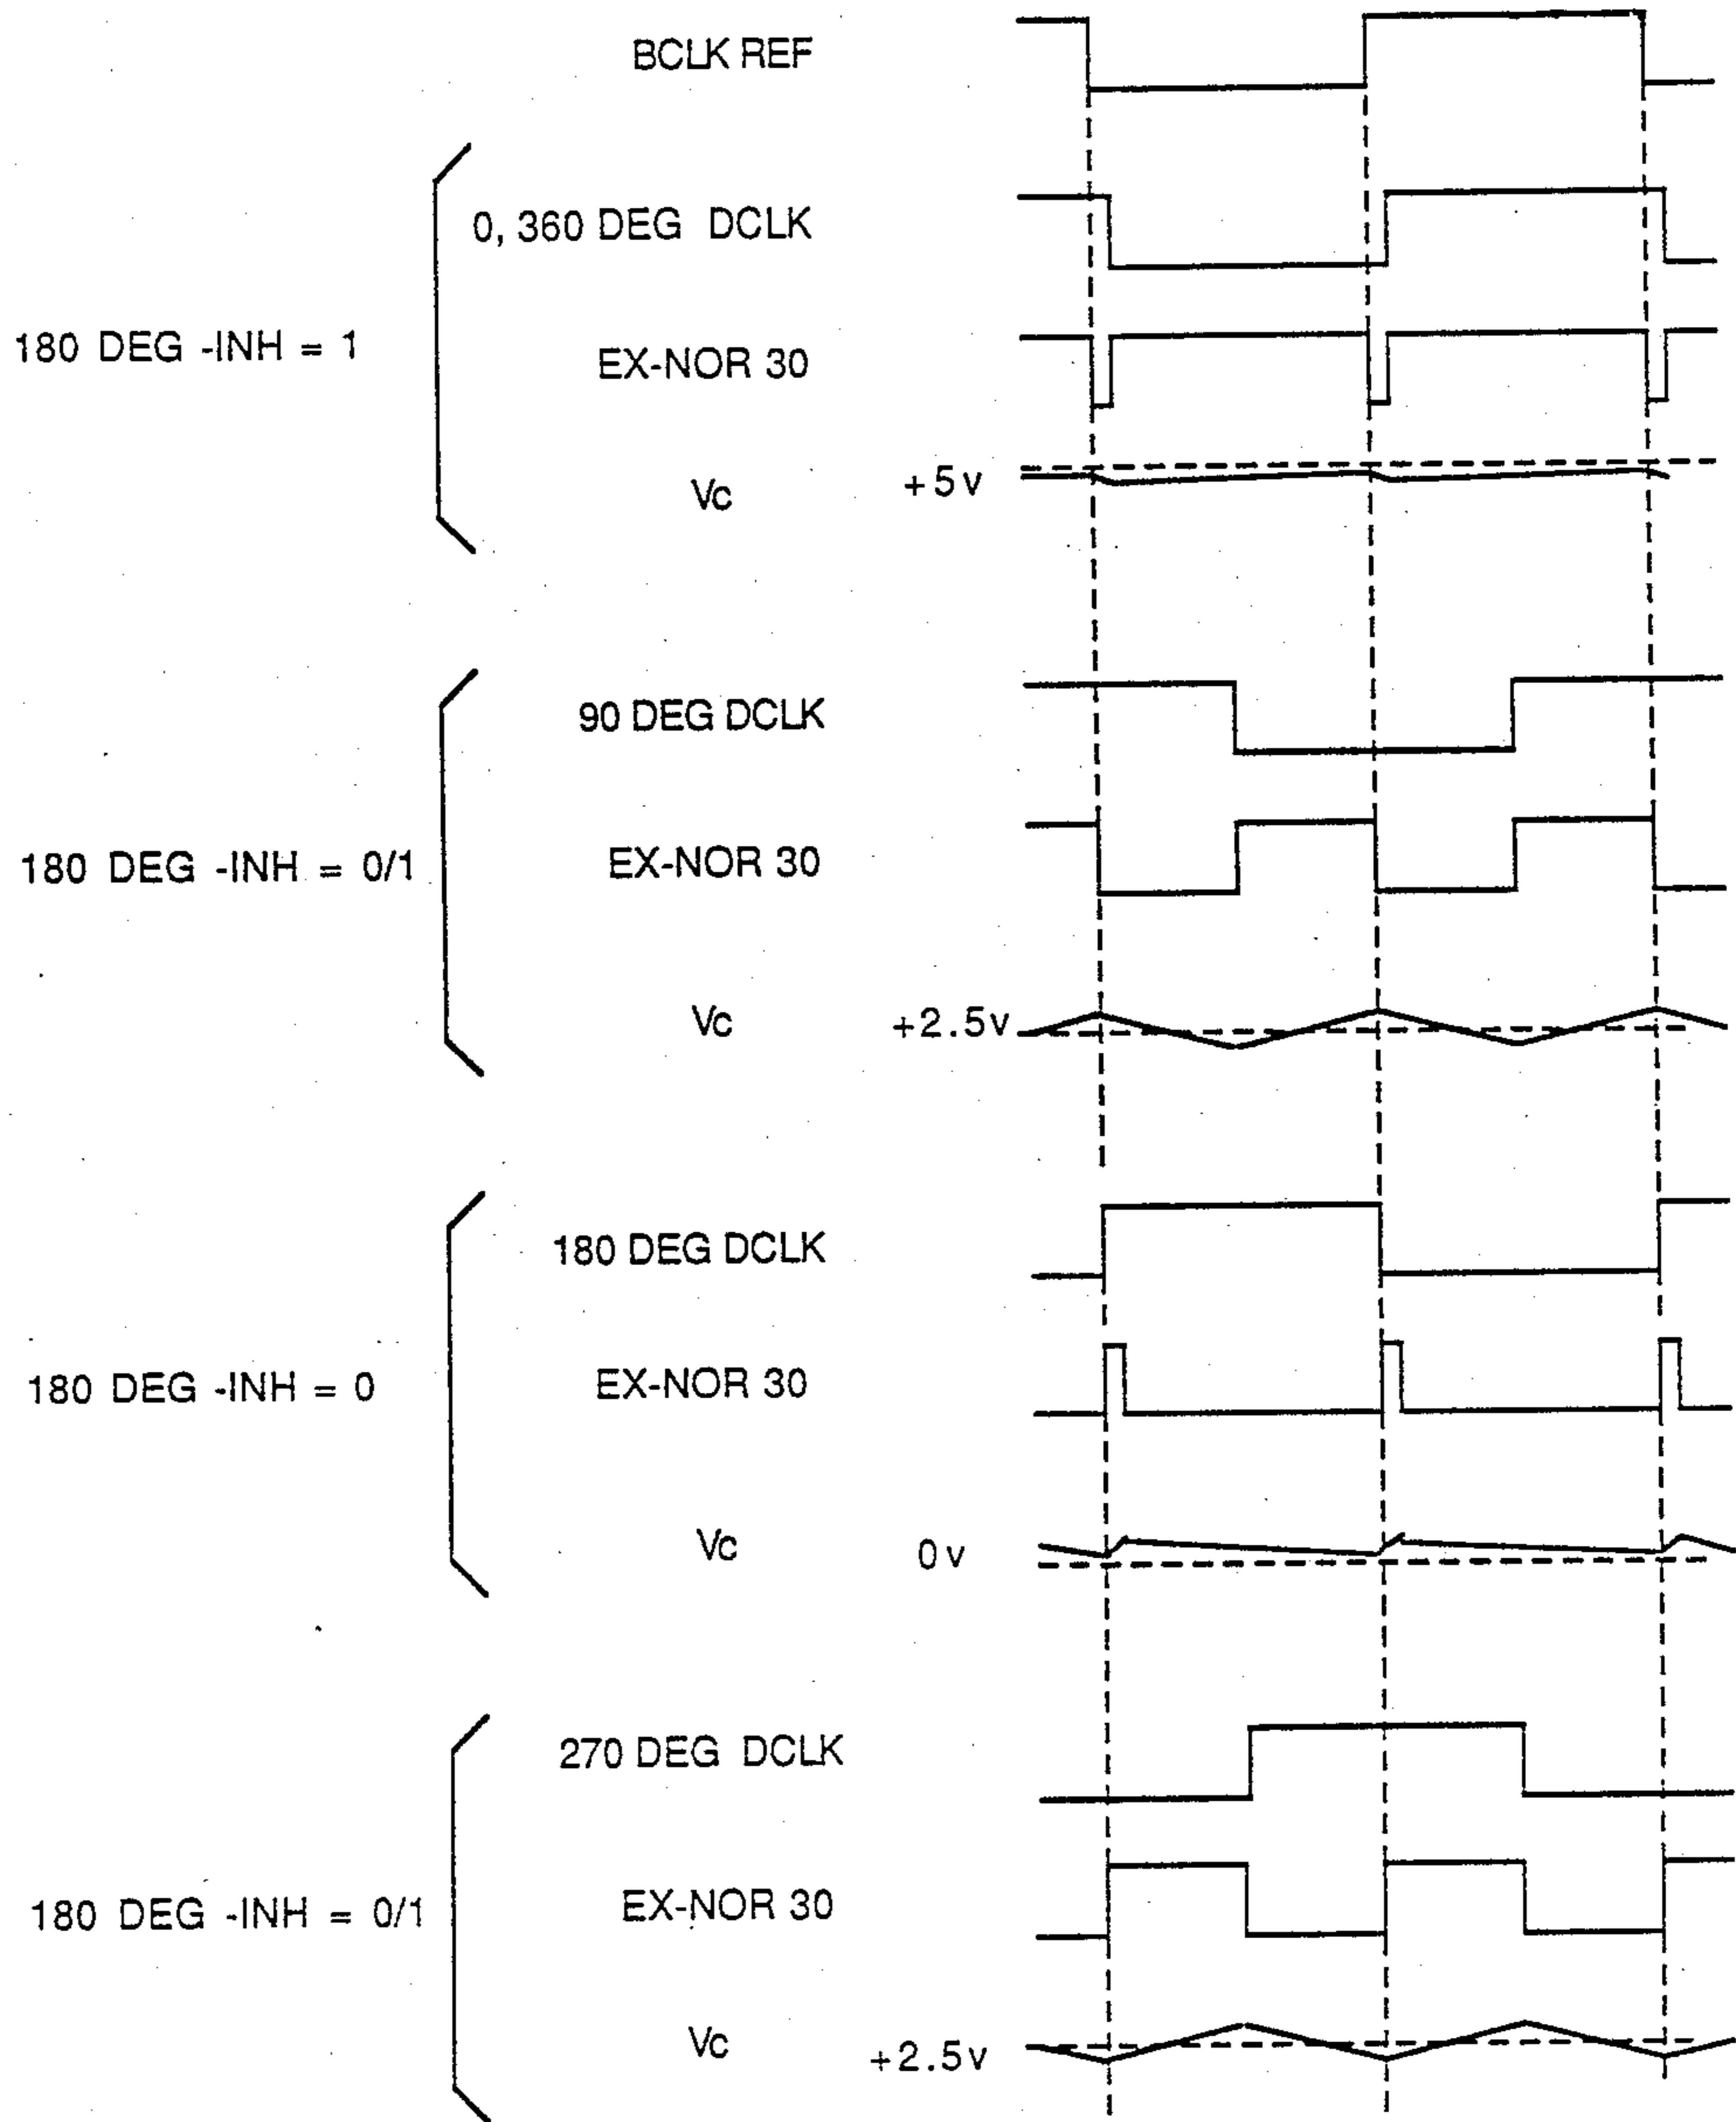 BCLK REF
0, 360 DEG DCLK
180 DEG -INH = 1
EX-NOR 30
Vc +5v
90 DEG DCLK
180 DEG -INH = 0/1
EX-NOR 30
Vc +2.5v
180 DEG DCLK
180 DEG -INH = 0
EX-NOR 30
Vc 0v
270 DEG DCLK
180 DEG -INH = 0/1
EX-NOR 30
Vc +2.5v